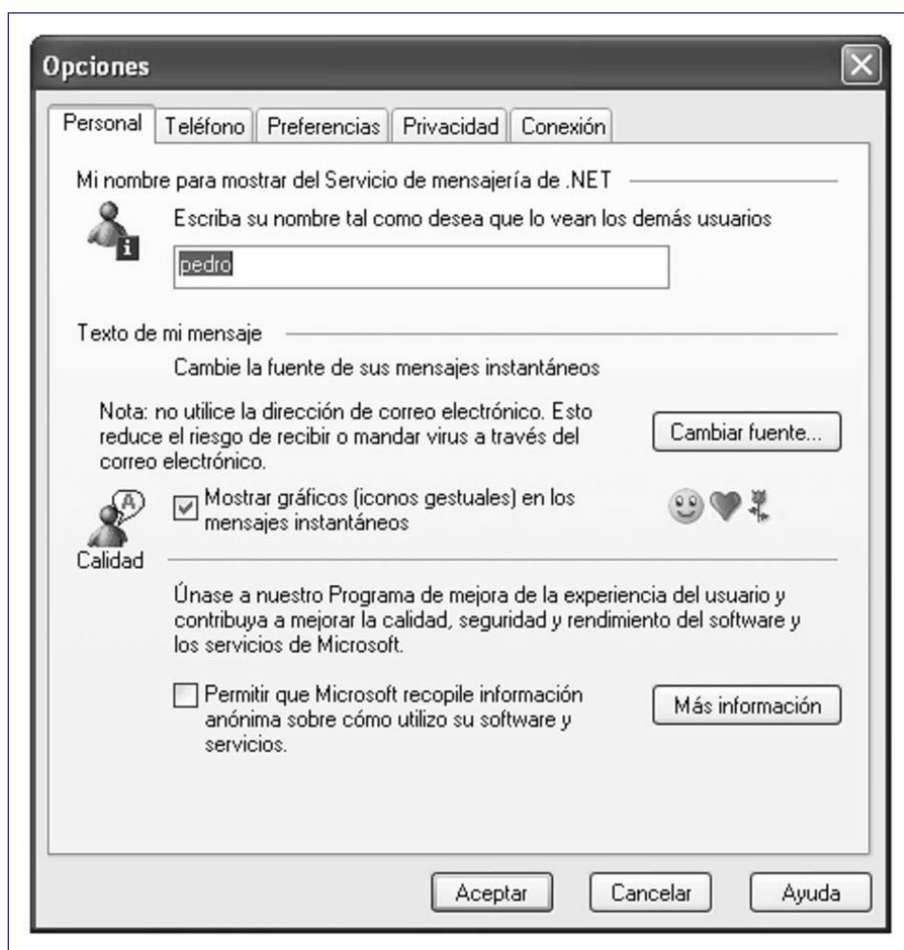 Opciones
Personal Teléfono Preferencias Privacidad Conexión
Mi nombre para mostrar del Servicio de mensajería de .NET
Escriba su nombre tal como desea que lo vean los demás usuarios
pedro
Texto de mi mensaje
Cambie la fuente de sus mensajes instantáneos
Nota: no utilice la dirección de correo electrónico. Esto
reduce el riesgo de recibir o mandar virus a través del
correo electrónico.
Cambiar fuente...
A
Mostrar gráficos (iconos gestuales) en los
mensajes instantáneos
Calidad
Únase a nuestro Programa de mejora de la experiencia del usuario y
contribuya a mejorar la calidad, seguridad y rendimiento del software y
los servicios de Microsoft.
Permitir que Microsoft recopile información
anónima sobre cómo utilizo su software y
servicios.
Más información
Aceptar Cancelar Ayuda